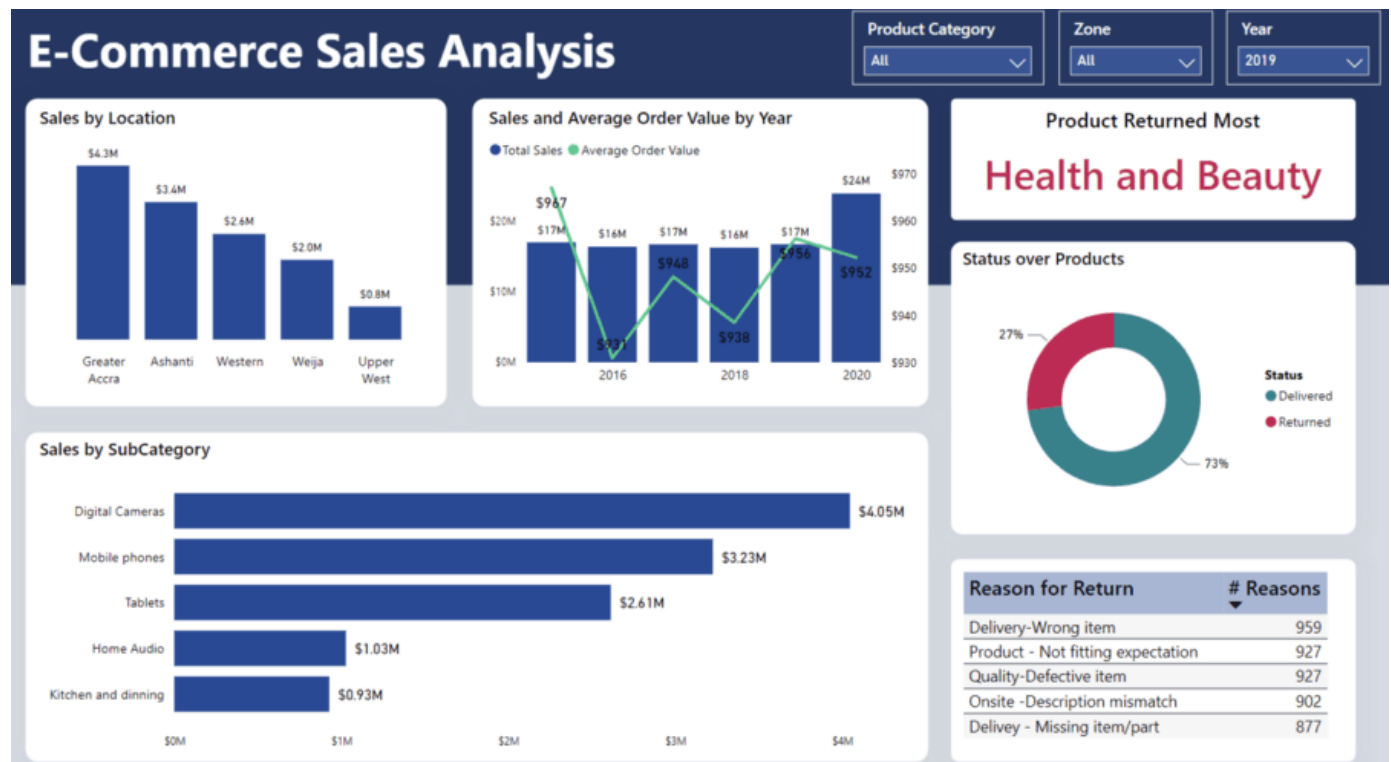 E-Commerce Sales Analysis
Product Category
All
Zone
All
Year
2019
Sales by Location
$4.3M
$3.4M
$2.6M
$2.0M
$0.8M
Greater
Accra
Ashanti
Western
Weija
Upper
West
Sales and Average Order Value by Year
Total Sales Average Order Value
$20M
$10M
$0M
$17M
$16M
$17M
$16M
$17M
$24M
$967
$931
$948
$938
$956
$952
$970
$960
$950
$940
$930
2016
2018
2020
Product Returned Most
Health and Beauty
Status over Products
27%
73%
Status
Delivered
Returned
Sales by SubCategory
Digital Cameras $4.05M
Mobile phones $3.23M
Tablets $2.61M
Home Audio $1.03M
Kitchen and dinning $0.93M
$0M $1M $2M $3M $4M
Reason for Return # Reasons
Delivery-Wrong item 959
Product - Not fitting expectation 927
Quality-Defective item 927
Onsite -Description mismatch 902
Delivey - Missing item/part 877